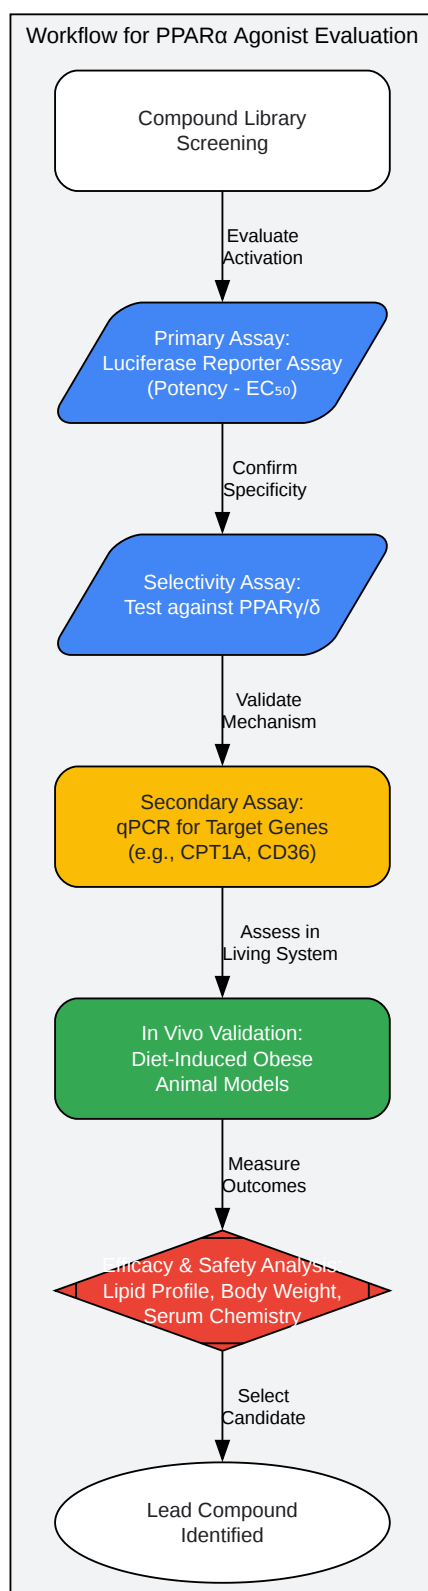 Workflow for PPARα Agonist Evaluation
Compound Library
Screening
Evaluate
Activation
Primary Assay:
Luciferase Reporter Assay
(Potency - EC₅₀)
Confirm
Specificity
Selectivity Assay:
Test against PPARγ/δ
Validate
Mechanism
Secondary Assay:
qPCR for Target Genes
(e.g., CPT1A, CD36)
Assess in
Living System
In Vivo Validation:
Diet-Induced Obese
Animal Models
Measure
Outcomes
Efficacy & Safety Analysis:
Lipid Profile, Body Weight,
Serum Chemistry
Select
Candidate
Lead Compound
Identified